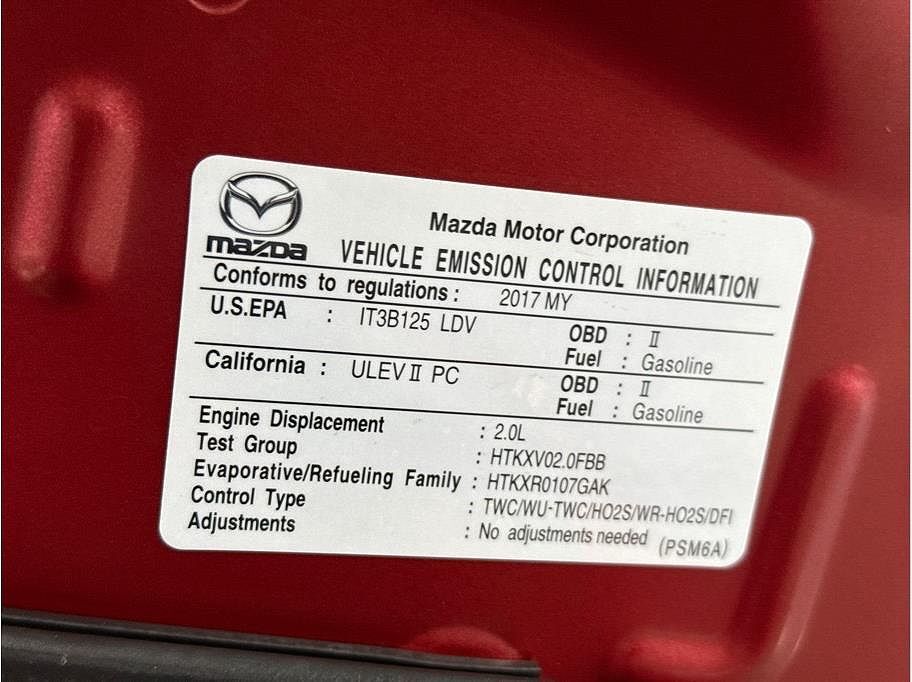 mazda
Mazda Motor Corporation
VEHICLE EMISSION CONTROL INFORMATION
Conforms to regulations : 2017 MY
U.S.EPA : IT3B125 LDV OBD : II
Fuel : Gasoline
California : ULEV II PC OBD : II
Fuel : Gasoline
Engine Displacement : 2.0L
Test Group : HTKXV02.0FBB
Evaporative/Refueling Family : HTKXR0107GAK
Control Type : TWC/WU-TWC/HO2S/WR-HO2S/DFI
Adjustments : No adjustments needed (PSM6A)